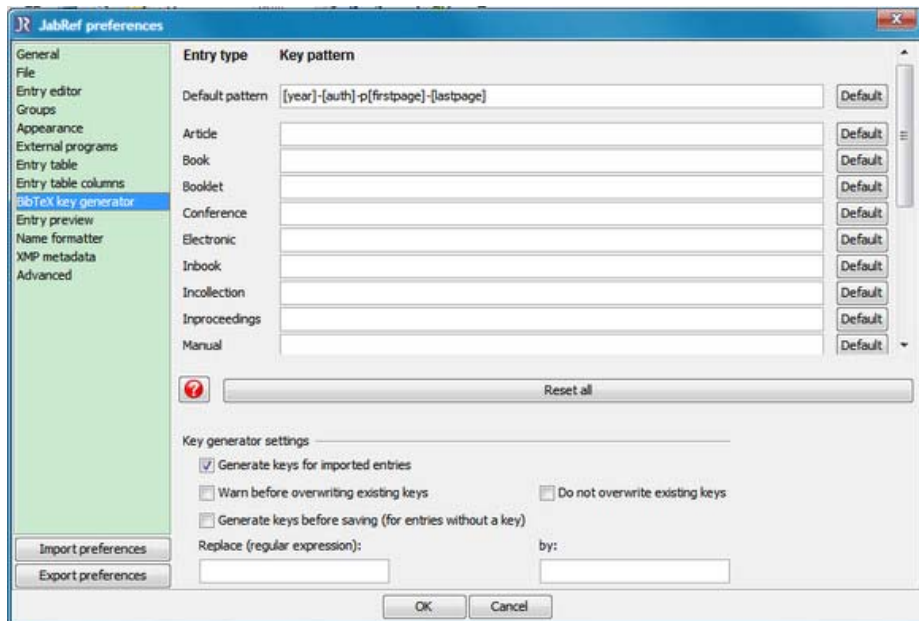 JabRef preferences
General
File
Entry editor
Groups
Appearance
External programs
Entry table
Entry table columns
BibTeX key generator
Entry preview
Name formatter
XMP metadata
Advanced
Import preferences
Export preferences
Entry type Key pattern
Default pattern [year]-[auth]-p[firstpage]-[lastpage] Default
Article Default
Book Default
Booklet Default
Conference Default
Electronic Default
Inbook Default
Incollection Default
Inproceedings Default
Manual Default
Reset all
Key generator settings
Generate keys for imported entries
Warn before overwriting existing keys Do not overwrite existing keys
Generate keys before saving (for entries without a key)
Replace (regular expression): by:
OK Cancel